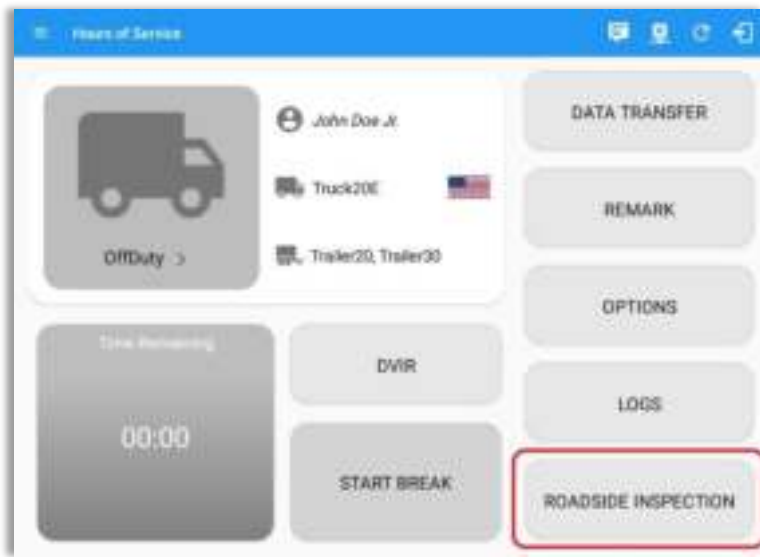 Hours of Service
John Doe Jr.
Truck20E
Trailer20, Trailer30
OffDuty >
Time Remaining
00:00
DVIR
START BREAK
DATA TRANSFER
REMARK
OPTIONS
LOGS
ROADSIDE INSPECTION